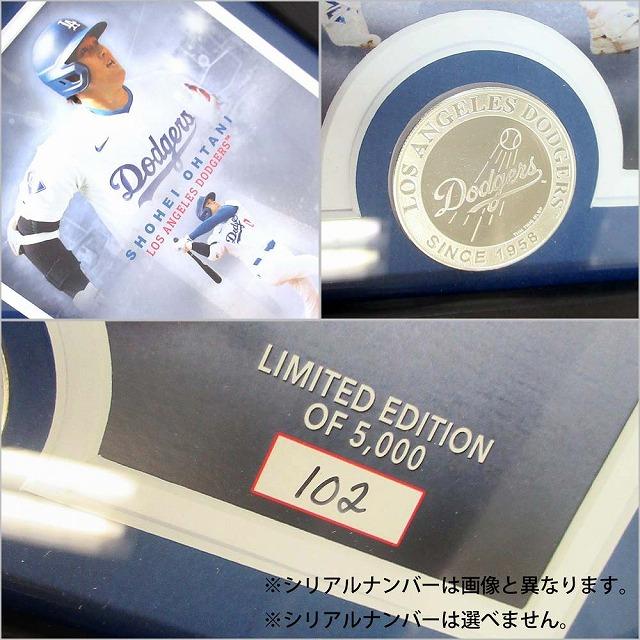 LA
Dodgers
SHOHEI OHTANI
LOS ANGELES DODGERS™
LOS ANGELES DODGERS
Dodgers
SINCE 1958
LIMITED EDITION
OF 5,000
102
※シリアルナンバーは画像と異なります。
※シリアルナンバーは選べません。